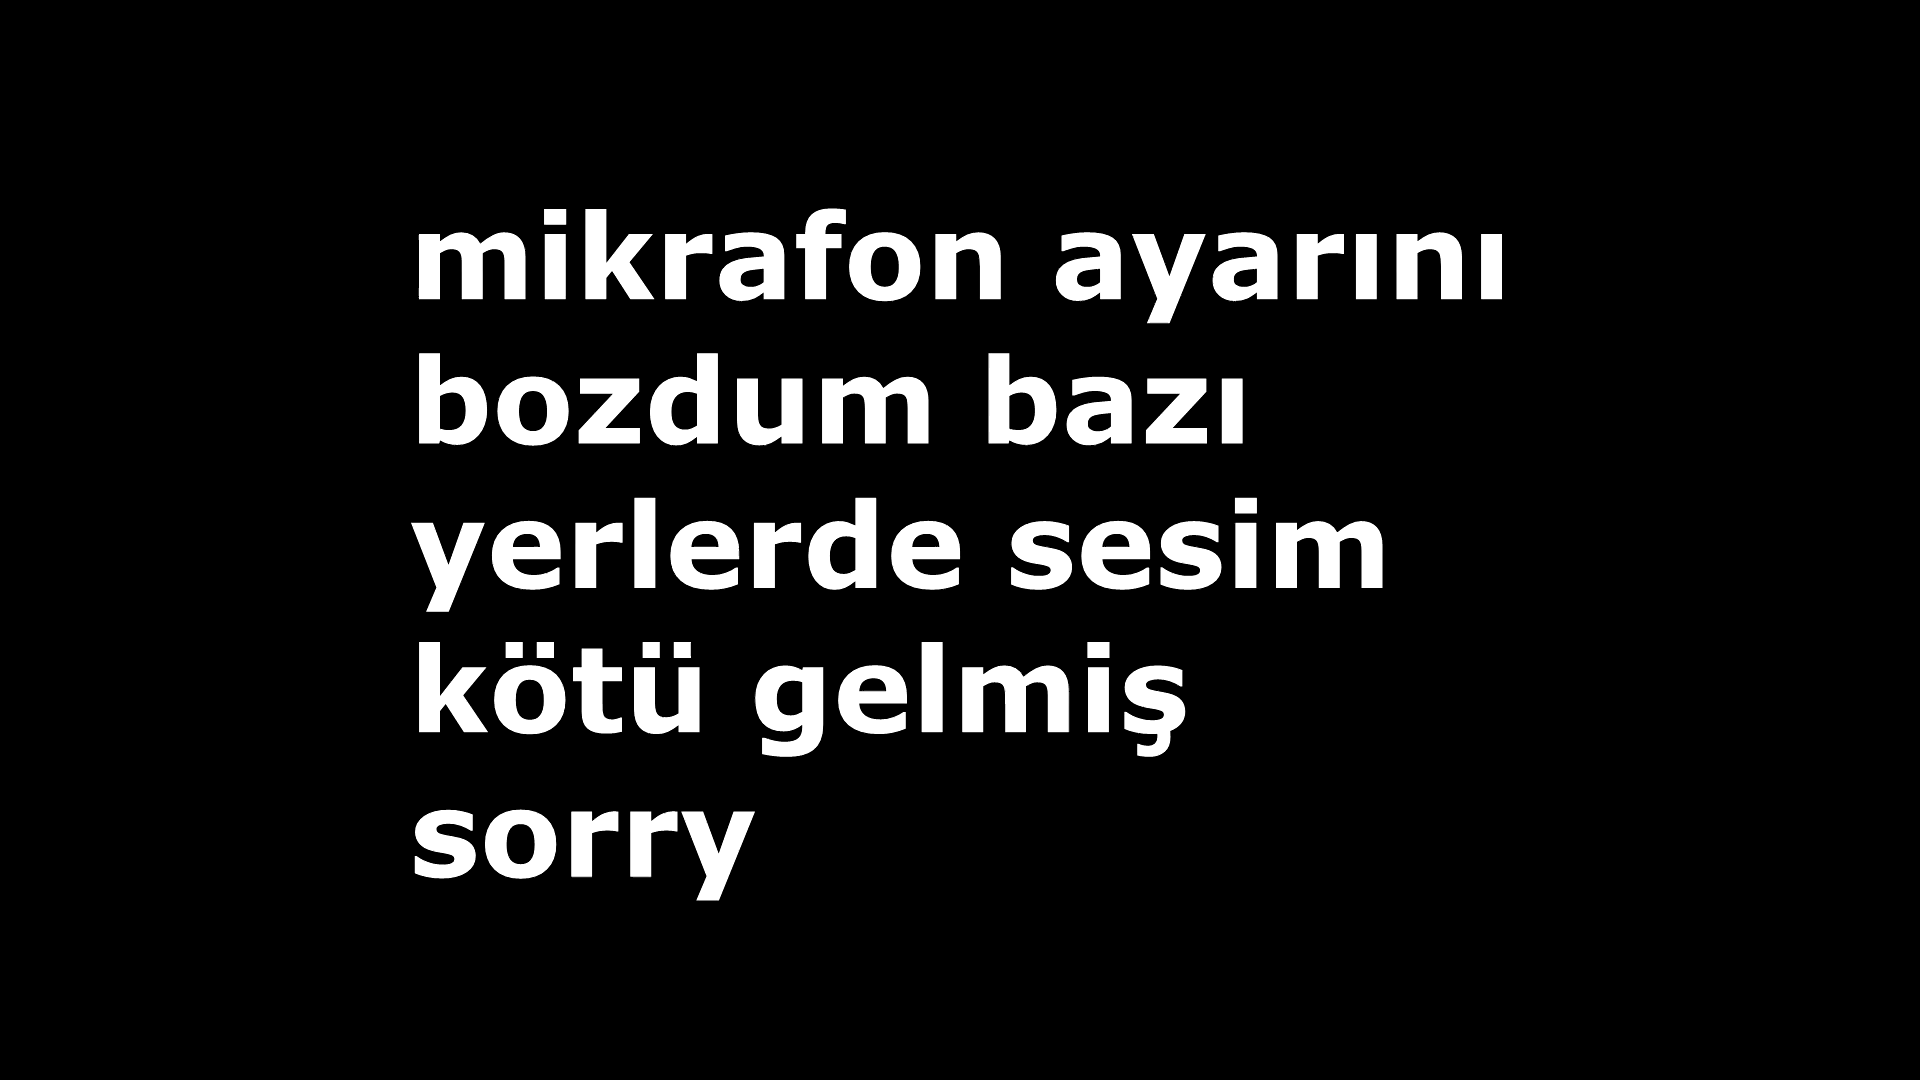 mikrafon ayarını
bozdum bazı
yerlerde sesim
kötü gelmiş
sorry